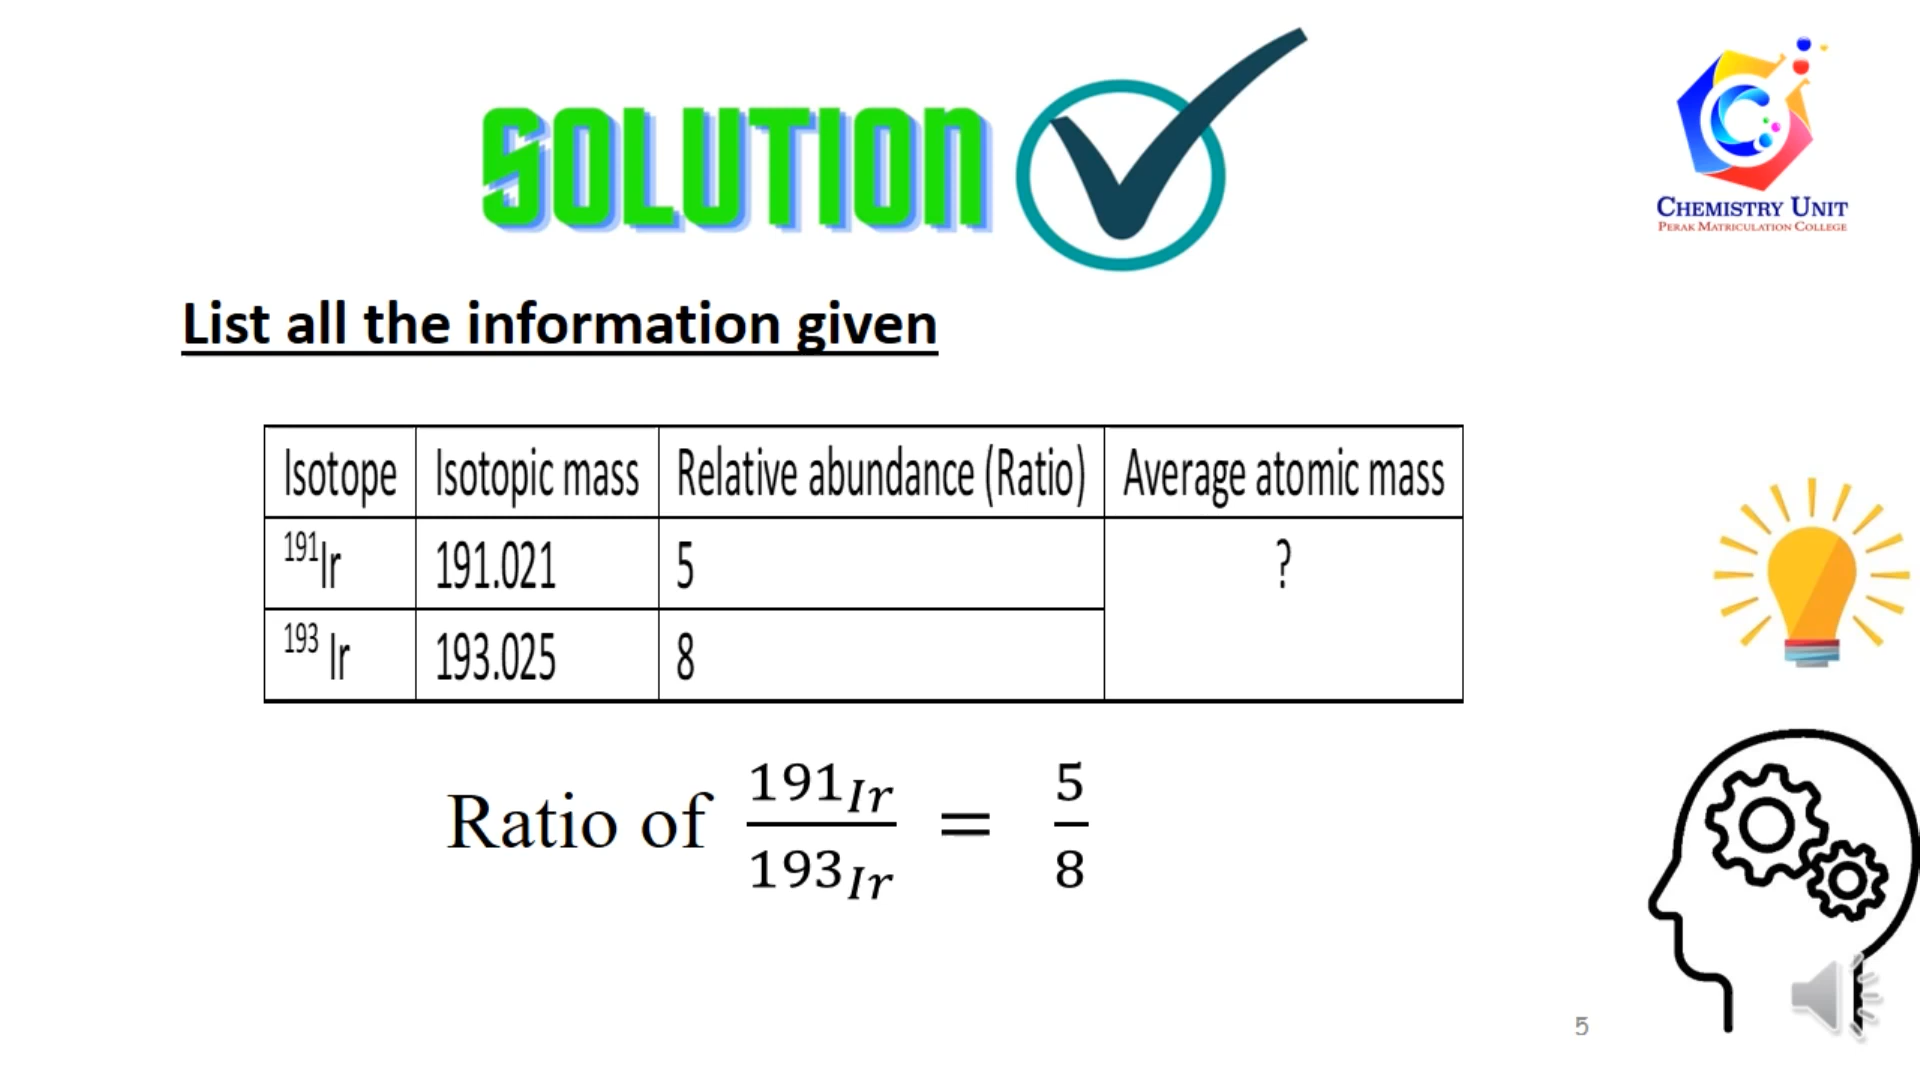 SOLUTION
CHEMISTRY UNIT
PERAK MATRICULATION COLLEGE
List all the information given
Isotope Isotopic mass Relative abundance (Ratio) Average atomic mass
¹⁹¹Ir 191.021 5 ?
¹⁹³ Ir 193.025 8
Ratio of 191Ir/193Ir = 5/8
5